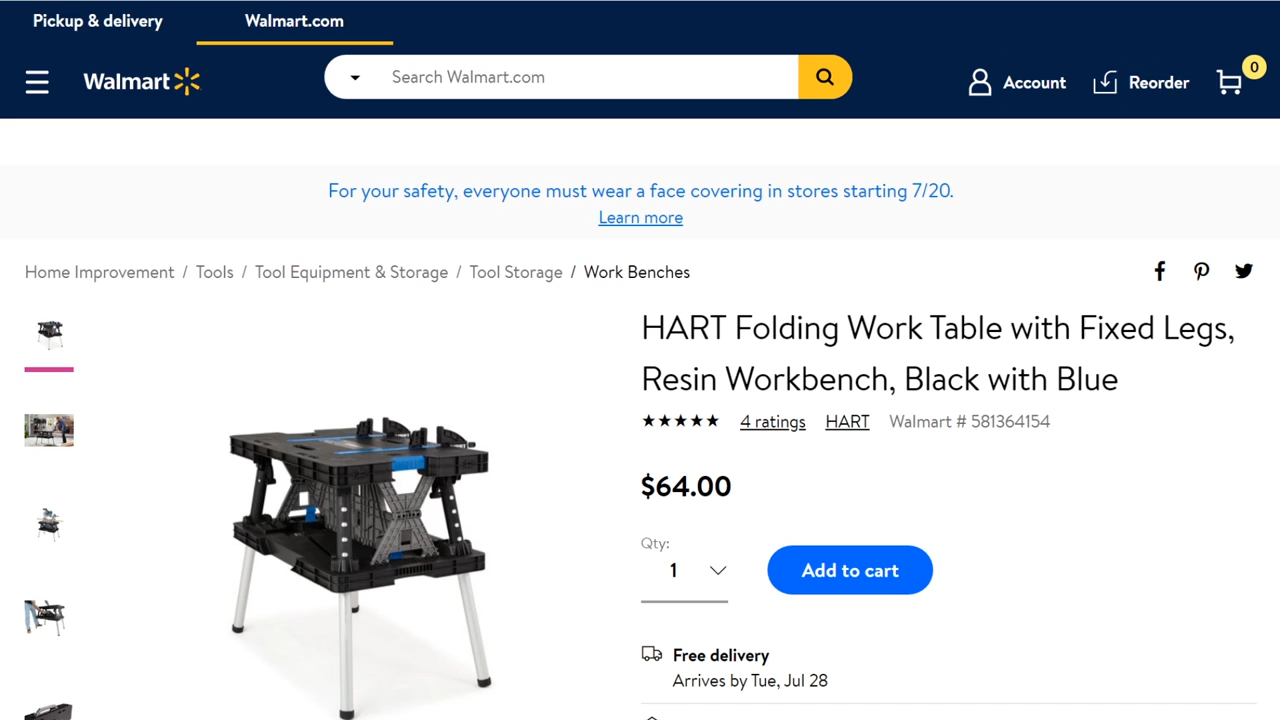 Pickup & delivery
Walmart.com
Walmart
Search Walmart.com
Account
Reorder
0
For your safety, everyone must wear a face covering in stores starting 7/20.
Learn more
Home Improvement / Tools / Tool Equipment & Storage / Tool Storage / Work Benches
HART Folding Work Table with Fixed Legs,
Resin Workbench, Black with Blue
4 ratings HART Walmart # 581364154
$64.00
Qty:
1
Add to cart
Free delivery
Arrives by Tue, Jul 28